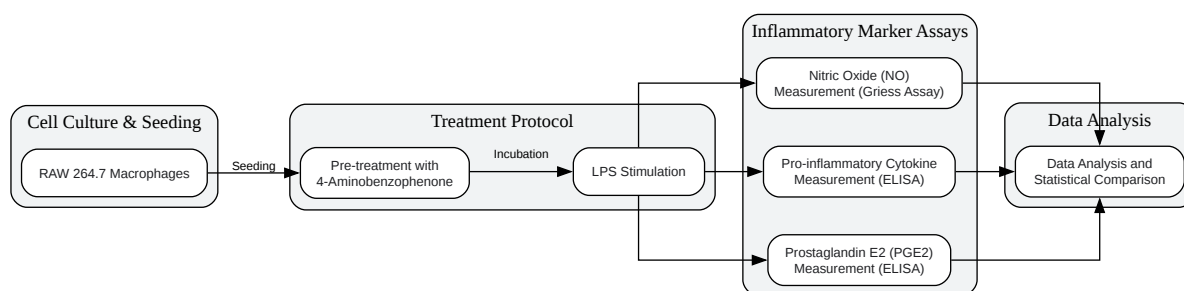 Cell Culture & Seeding
RAW 264.7 Macrophages
Seeding
Treatment Protocol
Pre-treatment with
4-Aminobenzophenone
Incubation
LPS Stimulation
Inflammatory Marker Assays
Nitric Oxide (NO)
Measurement (Griess Assay)
Pro-inflammatory Cytokine
Measurement (ELISA)
Prostaglandin E2 (PGE2)
Measurement (ELISA)
Data Analysis
Data Analysis and
Statistical Comparison